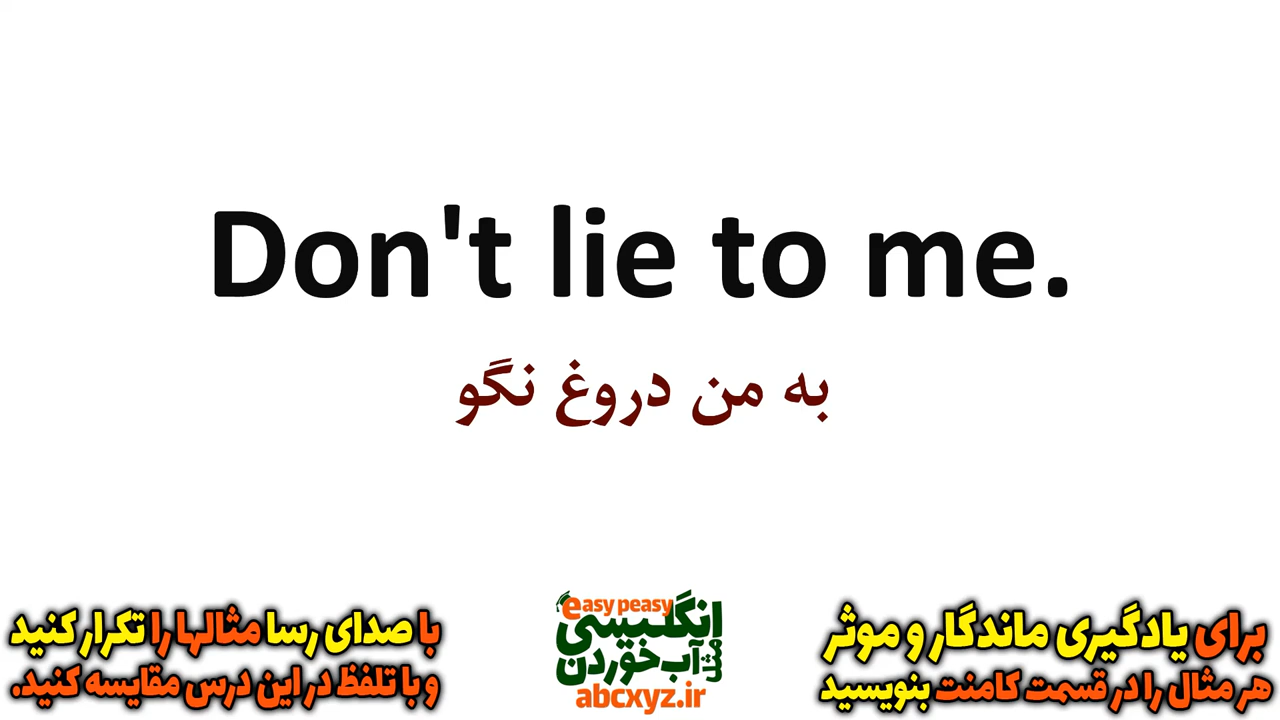 Don't lie to me.
به من دروغ نگو
برای یادگیری ماندگار و موثر
هر مثال را در قسمت کامنت بنویسید
easy peasy
انگلیسی
مثل آب خوردن
abcxyz.ir
با صدای رسا مثالها را تکرار کنید
و با تلفظ در این درس مقایسه کنید.